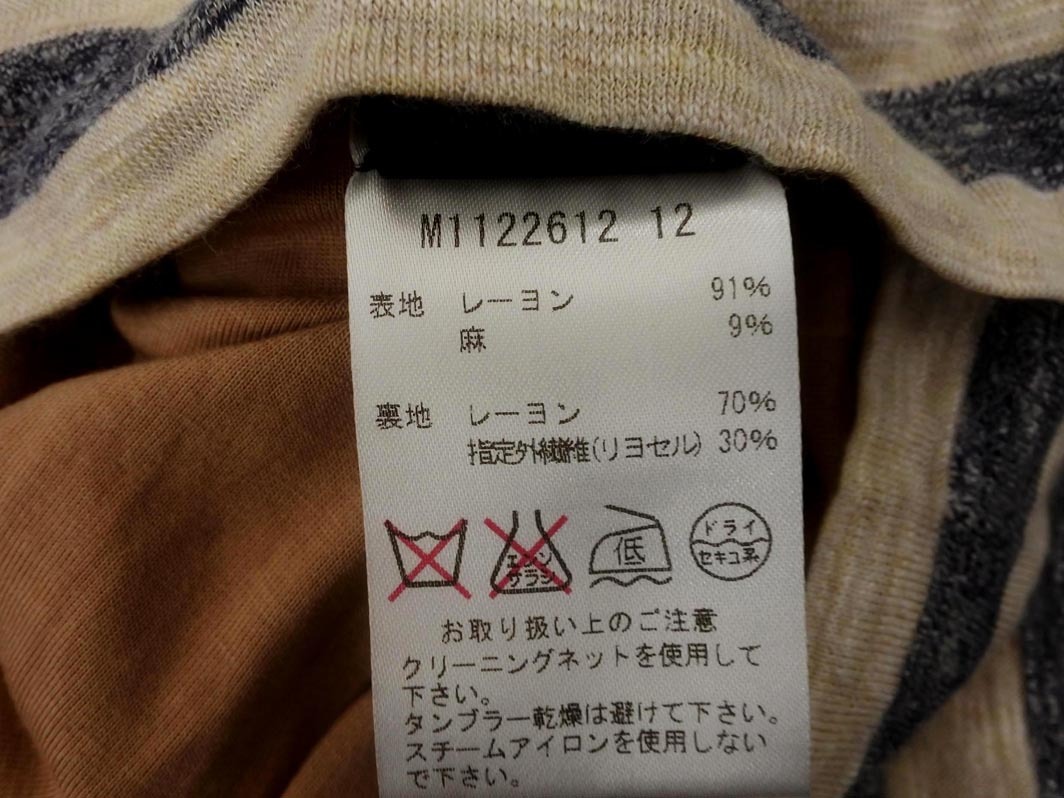 M1122612 12
表地 レーヨン 91%
麻 9%
裏地 レーヨン 70%
指定外繊維(リヨセル) 30%
エンソ
サラシ
低
ドライ
セキユ系
お取り扱い上のご注意
クリーニングネットを使用して
下さい。
タンブラー乾燥は避けて下さい。
スチームアイロンを使用しない
で下さい。